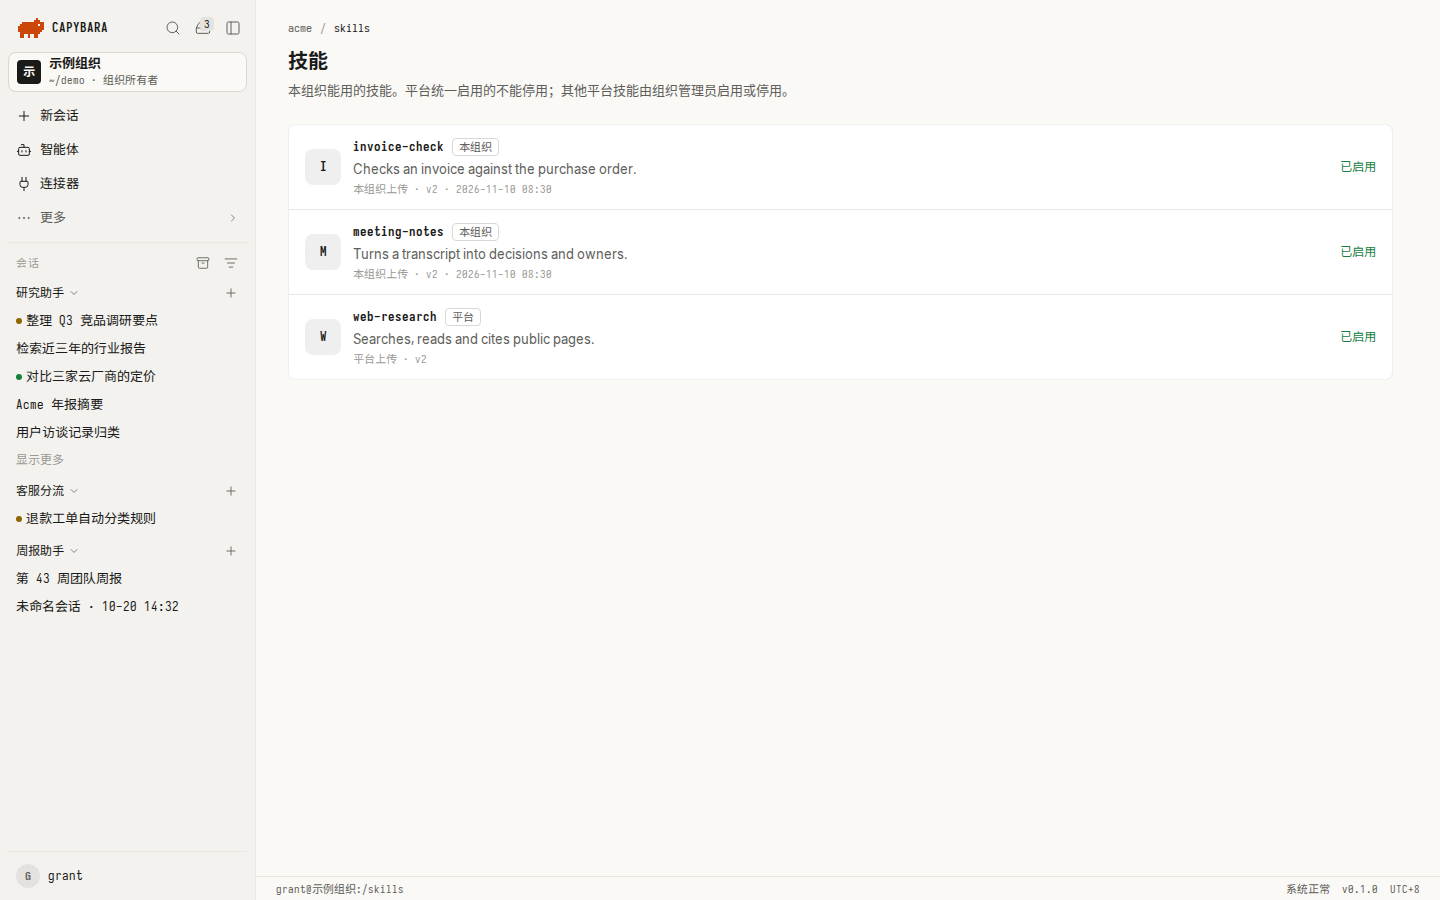 CAPYBARA
3
示
示例组织
~/demo · 组织所有者
新会话
智能体
连接器
更多
会话
研究助手
整理 Q3 竞品调研要点
检索近三年的行业报告
对比三家云厂商的定价
Acme 年报摘要
用户访谈记录归类
显示更多
客服分流
退款工单自动分类规则
周报助手
第 43 周团队周报
未命名会话 · 10-20 14:32
G
grant
acme / skills
技能
本组织能用的技能。平台统一启用的不能停用；其他平台技能由组织管理员启用或停用。
I
invoice-check 本组织
Checks an invoice against the purchase order.
本组织上传 · v2 · 2026-11-10 08:30
已启用
M
meeting-notes 本组织
Turns a transcript into decisions and owners.
本组织上传 · v2 · 2026-11-10 08:30
已启用
W
web-research 平台
Searches, reads and cites public pages.
平台上传 · v2
已启用
grant@示例组织:/skills
系统正常 v0.1.0 UTC+8